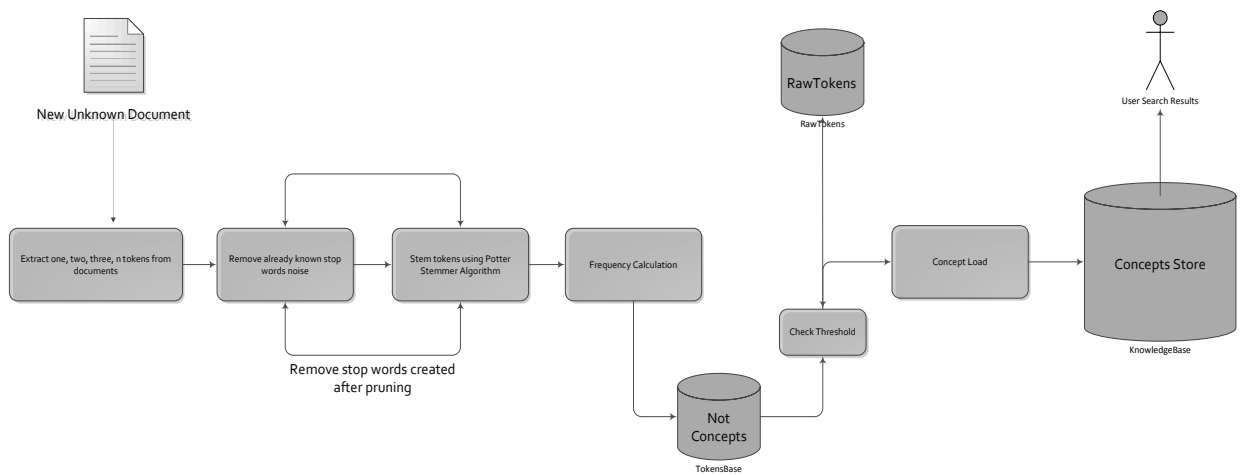 New Unknown Document
RawTokens
RawTokens
User Search Results
Extract one, two, three, n tokens from
documents
Remove already known stop
words noise
Stem tokens using Potter
Stemmer Algorithm
Frequency Calculation
Concept Load
Concepts Store
KnowledgeBase
Check Threshold
Remove stop words created
after pruning
Not
Concepts
TokensBase